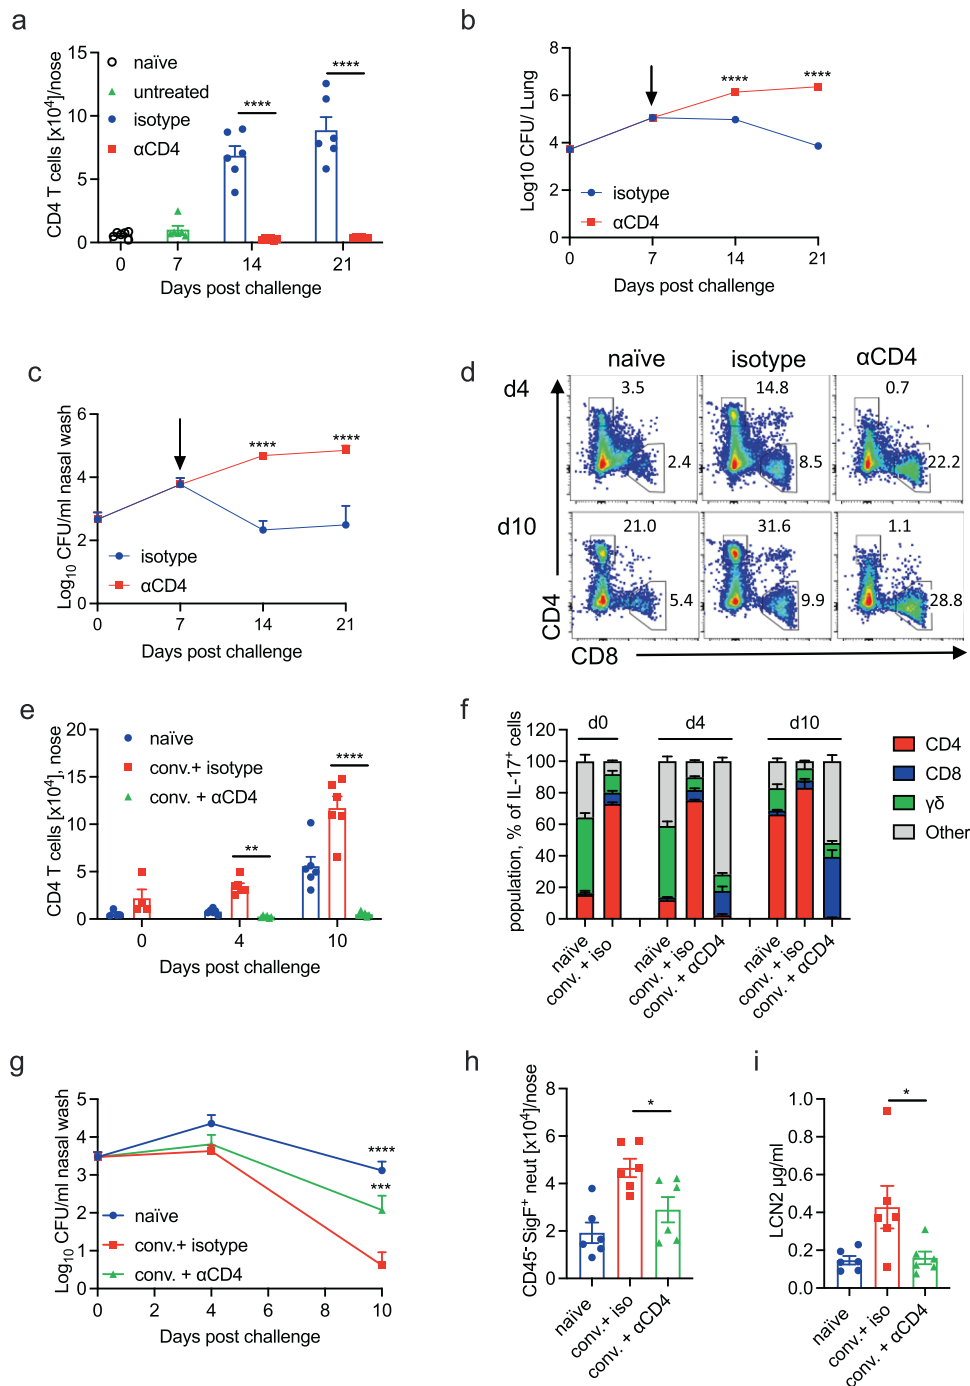 a
CD4 T cells [x10⁴]/nose
15
10
5
0
naïve
untreated
isotype
αCD4
****
****
0 7 14 21
Days post challenge
b
Log10 CFU/ Lung
8
6
4
2
0
**** ****
isotype
αCD4
0 7 14 21
Days post challenge
c
Log₁₀ CFU/ml nasal wash
6
4
2
0
**** ****
isotype
αCD4
0 7 14 21
Days post challenge
d
naïve isotype αCD4
d4
3.5 14.8 0.7
2.4 8.5 22.2
d10
21.0 31.6 1.1
5.4 9.9 28.8
CD4
CD8
e
CD4 T cells [x10⁴], nose
20
15
10
5
0
naïve
conv.+ isotype
conv. + αCD4
**
****
0 4 10
Days post challenge
f
population, % of IL-17⁺ cells
120
100
80
60
40
20
0
d0 d4 d10
CD4
CD8
γδ
Other
naïve
conv. + iso
naïve
conv. + iso
conv. + αCD4
naïve
conv. + iso
conv. + αCD4
g
Log₁₀ CFU/ml nasal wash
5
4
3
2
1
0
****
***
naïve
conv.+ isotype
conv. + αCD4
0 2 4 6 8 10
Days post challenge
h
CD45⁻ SigF⁺ neut [x10⁴]/nose
8
6
4
2
0
*
naïve
conv.+ iso
conv. + αCD4
i
LCN2 µg/ml
1.0
0.8
0.6
0.4
0.2
0.0
*
naïve
conv.+ iso
conv. + αCD4